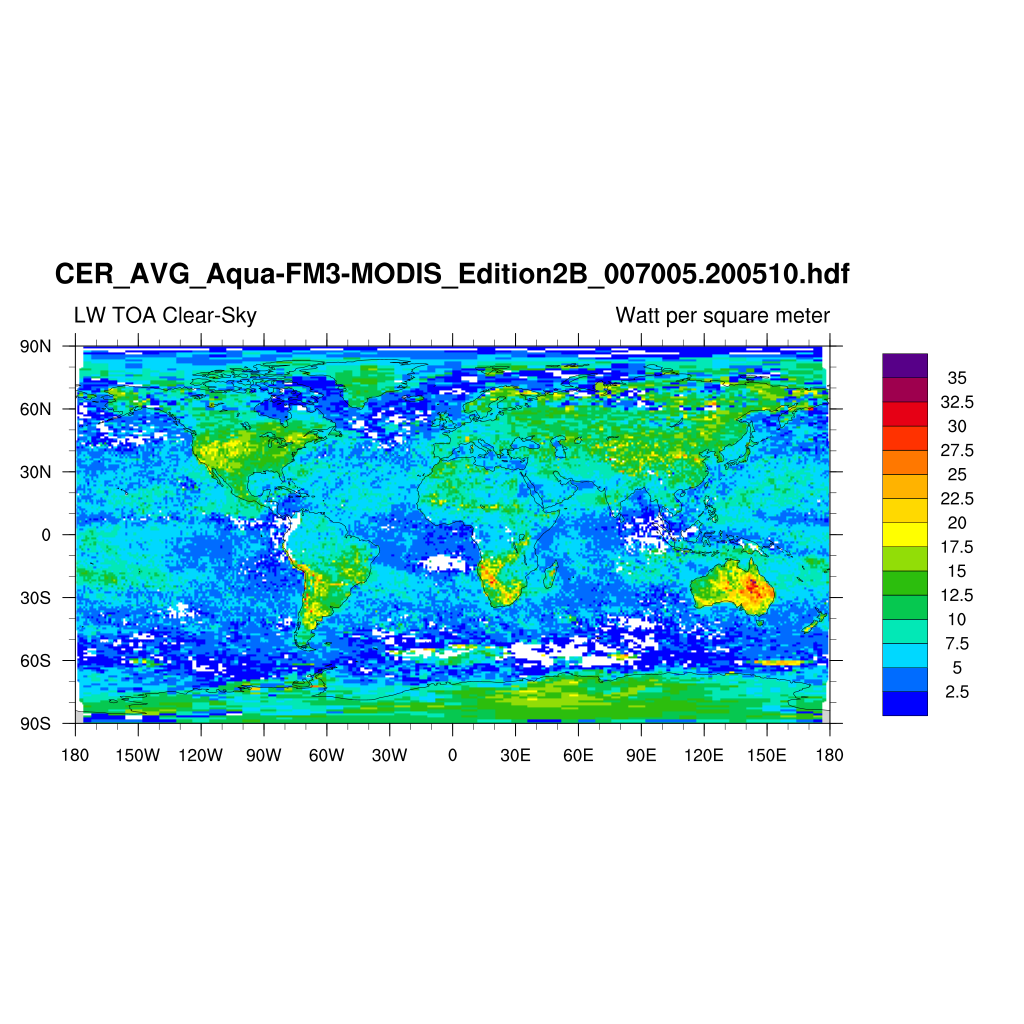 CER_AVG_Aqua-FM3-MODIS_Edition2B_007005.200510.hdf
LW TOA Clear-Sky Watt per square meter
90N
60N
30N
0
30S
60S
90S
180 150W 120W 90W 60W 30W 0 30E 60E 90E 120E 150E 180
35
32.5
30
27.5
25
22.5
20
17.5
15
12.5
10
7.5
5
2.5